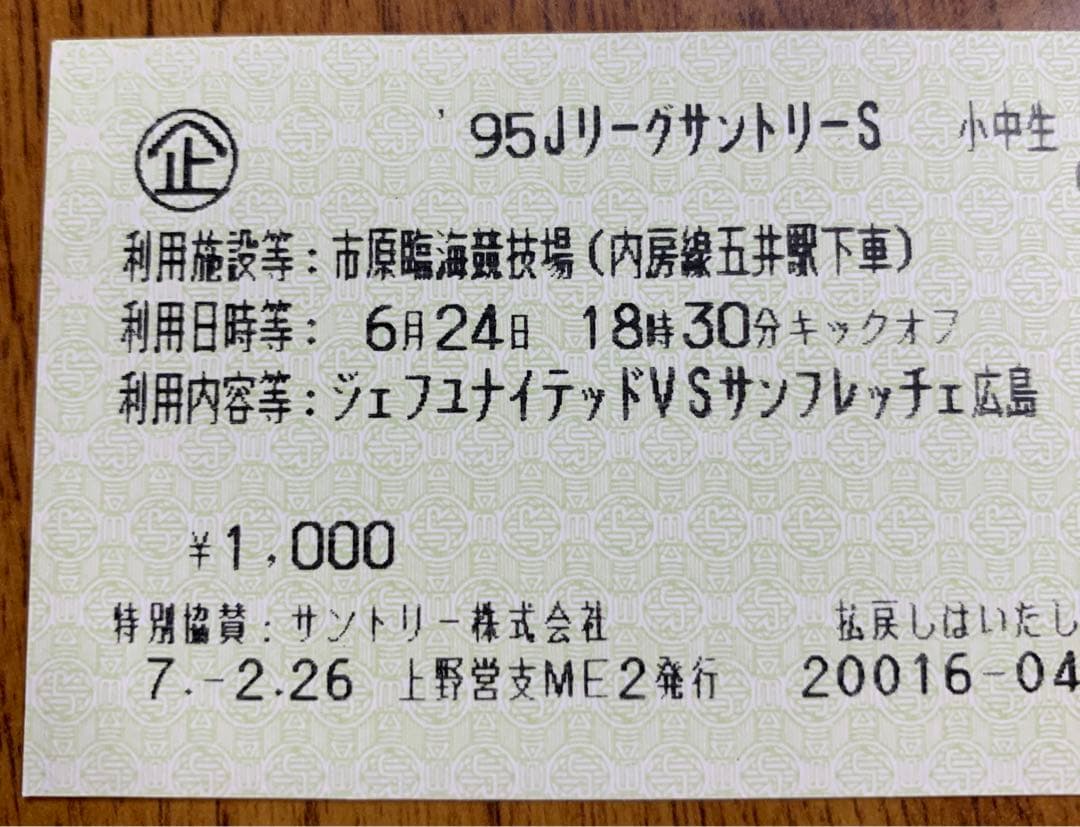 企 '95JリーグサントリーS 小中生
利用施設等:市原臨海競技場(内房線五井駅下車)
利用日時等: 6月24日 18時30分キックオフ
利用内容等:ジェフユナイテッドVSサンフレッチェ広島
¥1,000
特別協賛:サントリー株式会社 払戻しはいたし
7.-2.26 上野営支ME2発行 20016-04